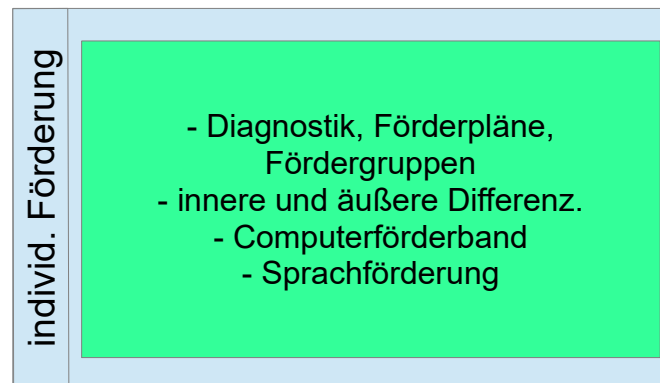 individ. Förderung
- Diagnostik, Förderpläne,
Fördergruppen
- innere und äußere Differenz.
- Computerförderband
- Sprachförderung